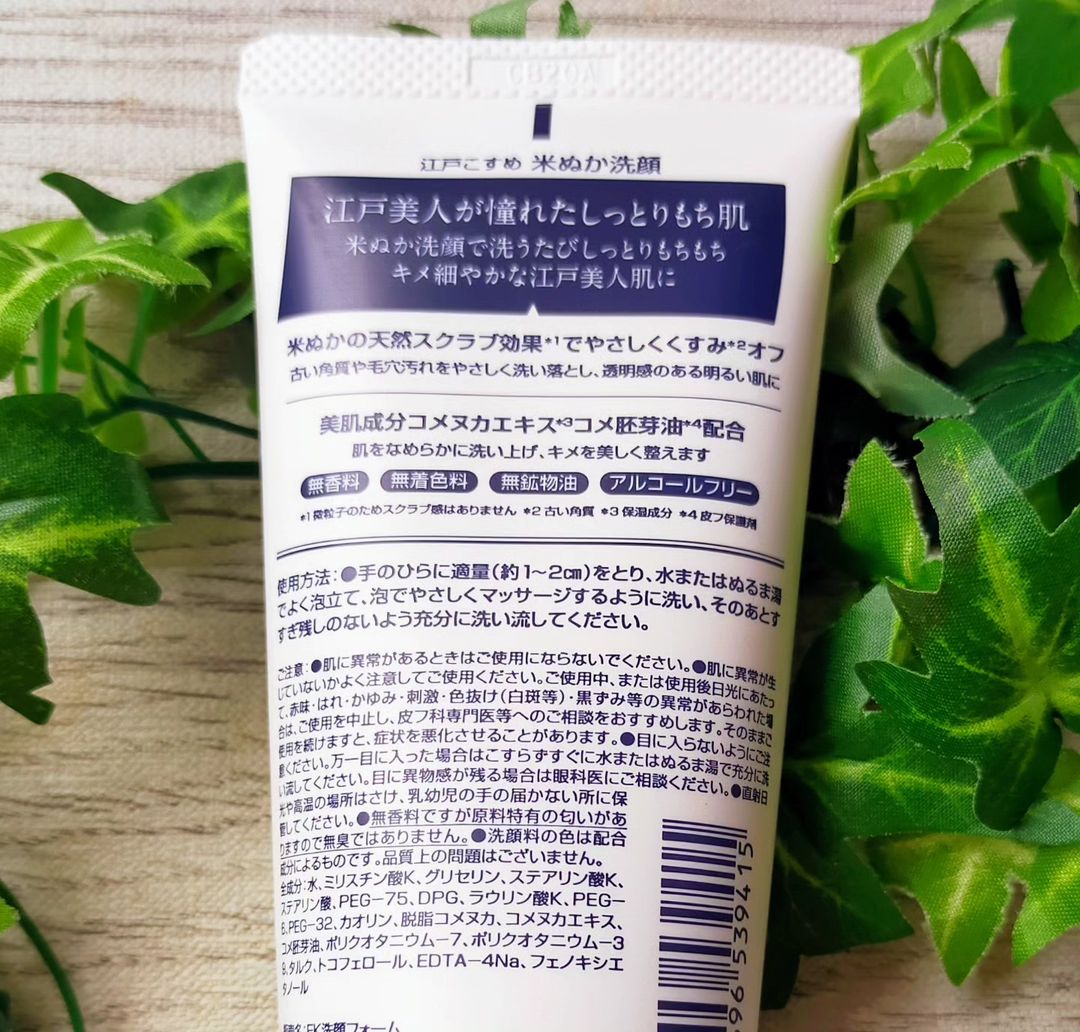 CB20A
江戸こすめ 米ぬか洗顔
江戸美人が憧れたしっとりもち肌
米ぬか洗顔で洗うたびしっとりもちもち
キメ細やかな江戸美人肌に
米ぬかの天然スクラブ効果*1でやさしくくすみ*2オフ
古い角質や毛穴汚れをやさしく洗い落とし、透明感のある明るい肌に
美肌成分コメヌカエキス*3コメ胚芽油*4配合
肌をなめらかに洗い上げ、キメを美しく整えます
無香料 無着色料 無鉱物油 アルコールフリー
*1 微粒子のためスクラブ感はありません *2 古い角質 *3 保湿成分 *4 皮フ保護剤
使用方法：●手のひらに適量(約1～2㎝)をとり、水またはぬるま湯
でよく泡立て、泡でやさしくマッサージするように洗い、そのあとす
すぎ残しのないよう充分に洗い流してください。
ご注意：●肌に異常があるときはご使用にならないでください。●肌に異常が生
じていないかよく注意してご使用ください。ご使用中、または使用後日光にあたっ
て、赤味・はれ・かゆみ・刺激・色抜け(白斑等)・黒ずみ等の異常があらわれた場
合は、ご使用を中止し、皮フ科専門医等へのご相談をおすすめします。そのままご
使用を続けますと、症状を悪化させることがあります。●目に入らないようにご注
意ください。万一目に入った場合はこすらずすぐに水またはぬるま湯で充分に洗
い流してください。目に異物感が残る場合は眼科医にご相談ください。●直射日
光や高温の場所はさけ、乳幼児の手の届かない所に保
管してください。●無香料ですが原料特有の匂いがあ
りますので無臭ではありません。●洗顔料の色は配合
成分によるものです。品質上の問題はございません。
全成分：水、ミリスチン酸K、グリセリン、ステアリン酸K、
ステアリン酸、PEG－75、DPG、ラウリン酸K、PEG－
6、PEG－32、カオリン、脱脂コメヌカ、コメヌカエキス、
コメ胚芽油、ポリクオタニウム－7、ポリクオタニウム－3
9、タルク、トコフェロール、EDTA－4Na、フェノキシエ
タノール
EK洗顔フォーム
96 539415